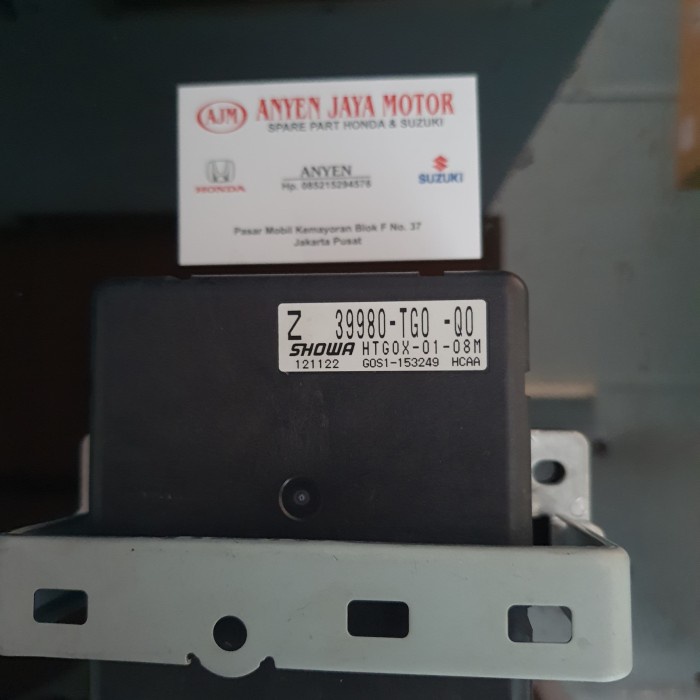 AJM ANYEN JAYA MOTOR
SPARE PART HONDA & SUZUKI
HONDA
ANYEN
Hp. 085215294578
SUZUKI
Pasar Mobil Kemayoran Blok F No. 37
Jakarta Pusat
Z 39980-TG0 -Q0
SHOWA HTG0X-01-08M
121122 G0S1-153249 HCAA